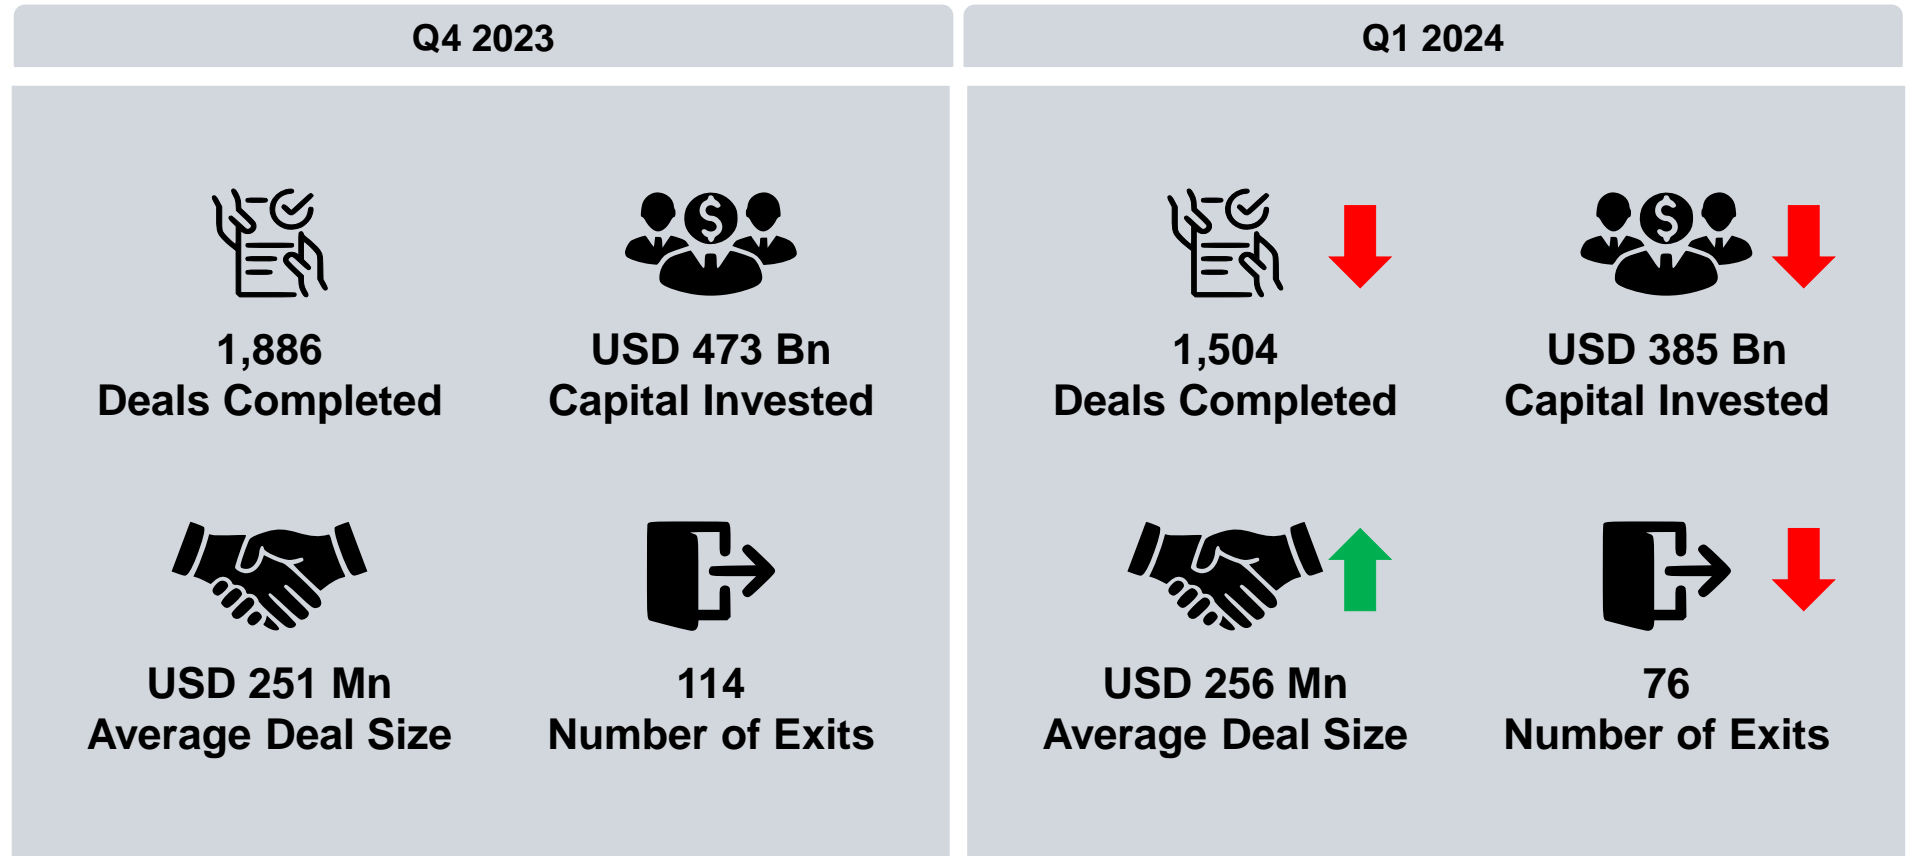 Q4 2023
1,886
Deals Completed
USD 473 Bn
Capital Invested
USD 251 Mn
Average Deal Size
114
Number of Exits
Q1 2024
1,504
Deals Completed
USD 385 Bn
Capital Invested
USD 256 Mn
Average Deal Size
76
Number of Exits